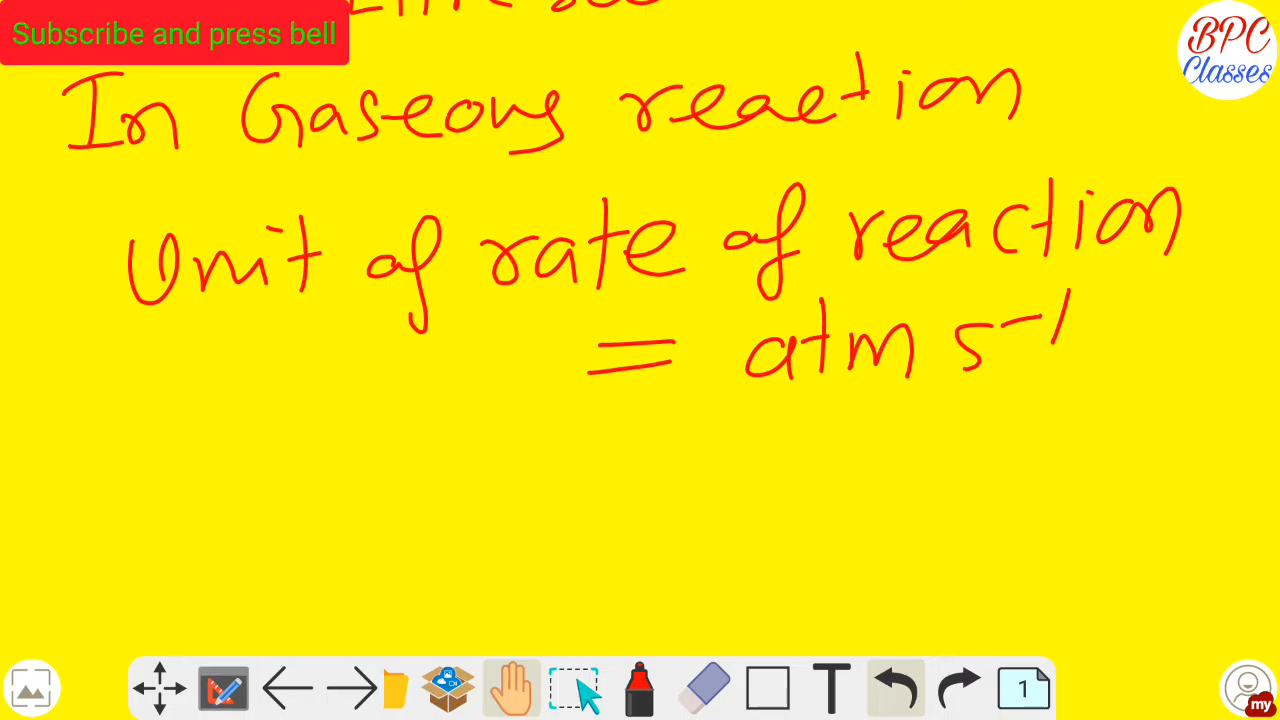 Subscribe and press bell
BPC
Classes
In Gaseous reaction
Unit of rate of reaction
= atm s⁻¹
T
1
my